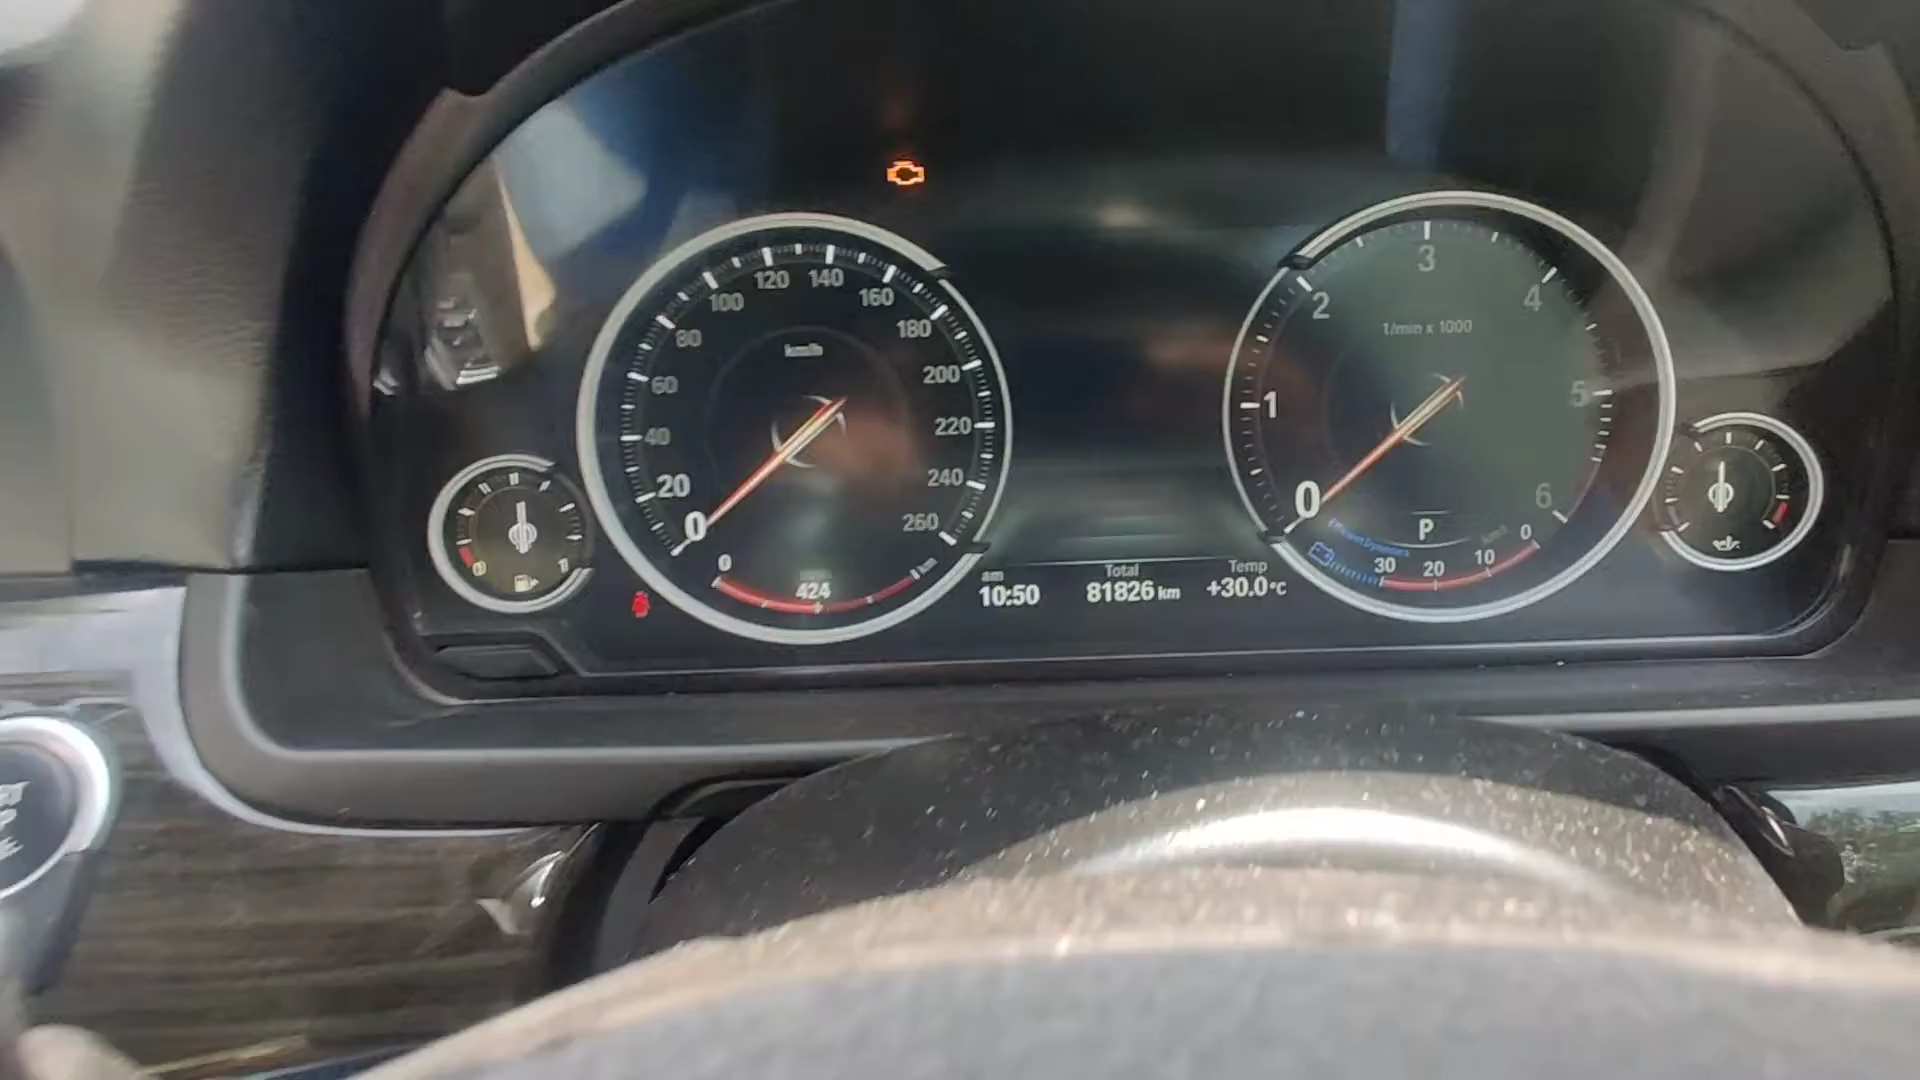 120 140
100 160
80 180
60 200
40 220
20 240
0 260
km/h
0 424 km
am
10:50
Total
81826 km
Temp
+30.0°C
3
2 4
1/min x 1000
1 5
0 6
P
EfficientDynamics
30 20 10 0